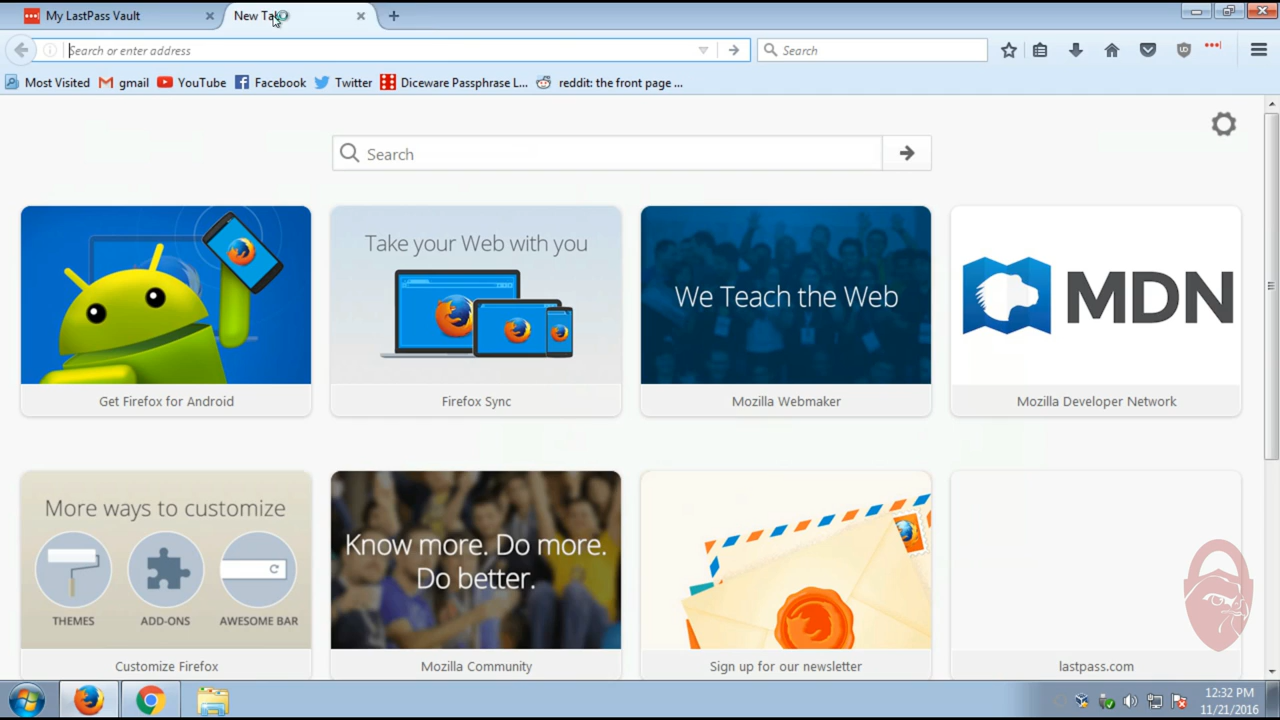 My LastPass Vault
New Ta
Search or enter address
Search
Most Visited
gmail
YouTube
Facebook
Twitter
Diceware Passphrase L...
reddit: the front page ...
Search
Take your Web with you
We Teach the Web
MDN
Get Firefox for Android
Firefox Sync
Mozilla Webmaker
Mozilla Developer Network
More ways to customize
THEMES
ADD-ONS
AWESOME BAR
Know more. Do more.
Do better.
Customize Firefox
Mozilla Community
Sign up for our newsletter
lastpass.com
12:32 PM
11/21/2016